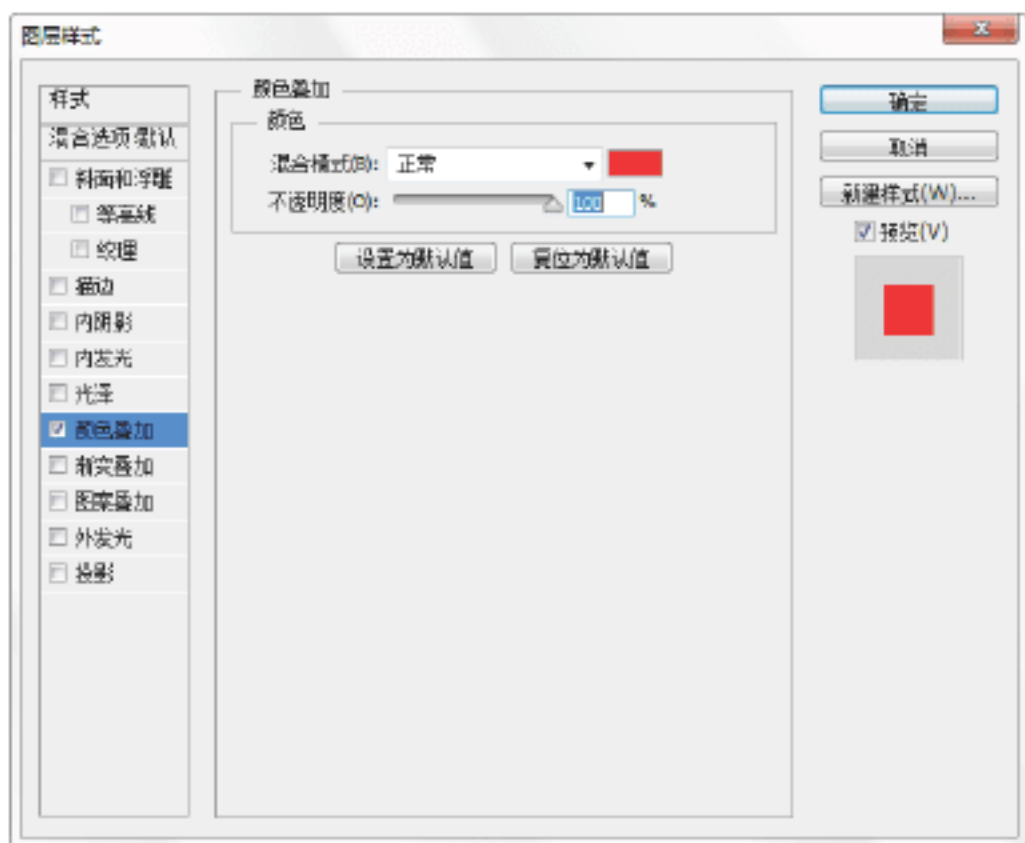 图层样式
样式
混合选项:默认
斜面和浮雕
等高线
纹理
描边
内阴影
内发光
光泽
颜色叠加
渐变叠加
图案叠加
外发光
投影
颜色叠加
颜色
混合模式(B): 正常
不透明度(O): 100 %
设置为默认值 复位为默认值
确定
取消
新建样式(W)...
预览(V)